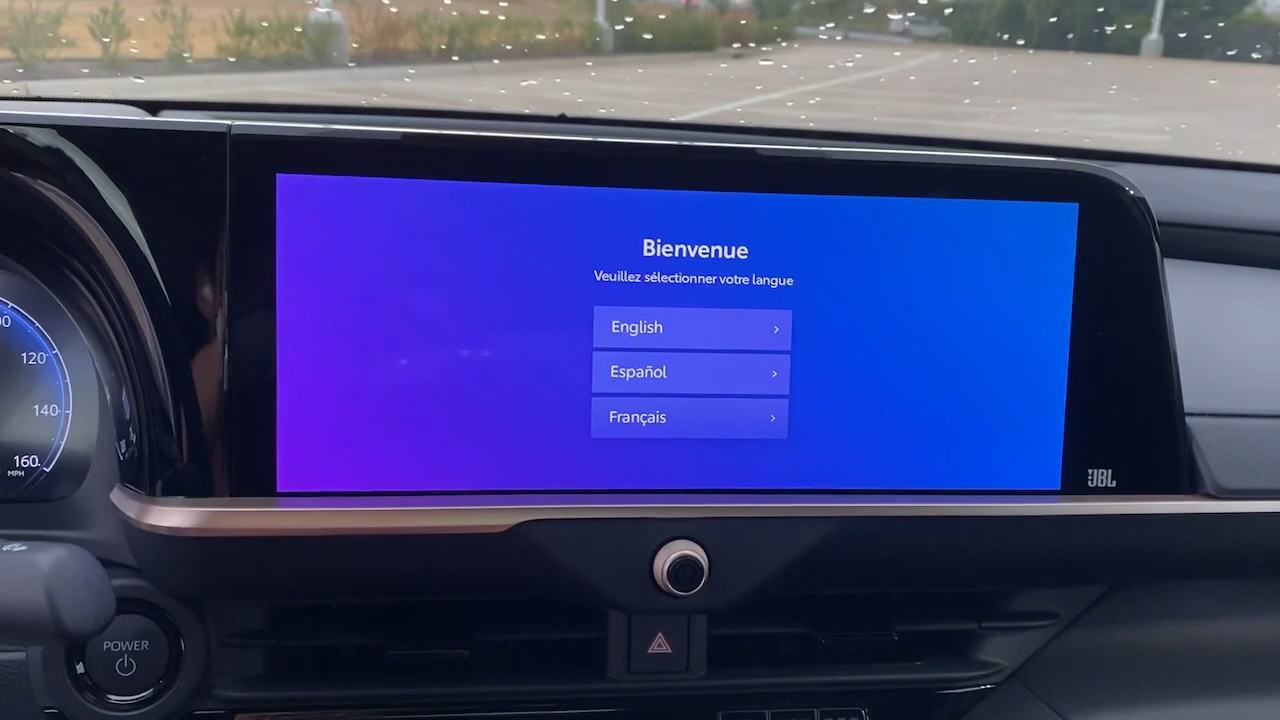 Bienvenue
Veuillez sélectionner votre langue
English
Español
Français
120
140
160
MPH
JBL
POWER